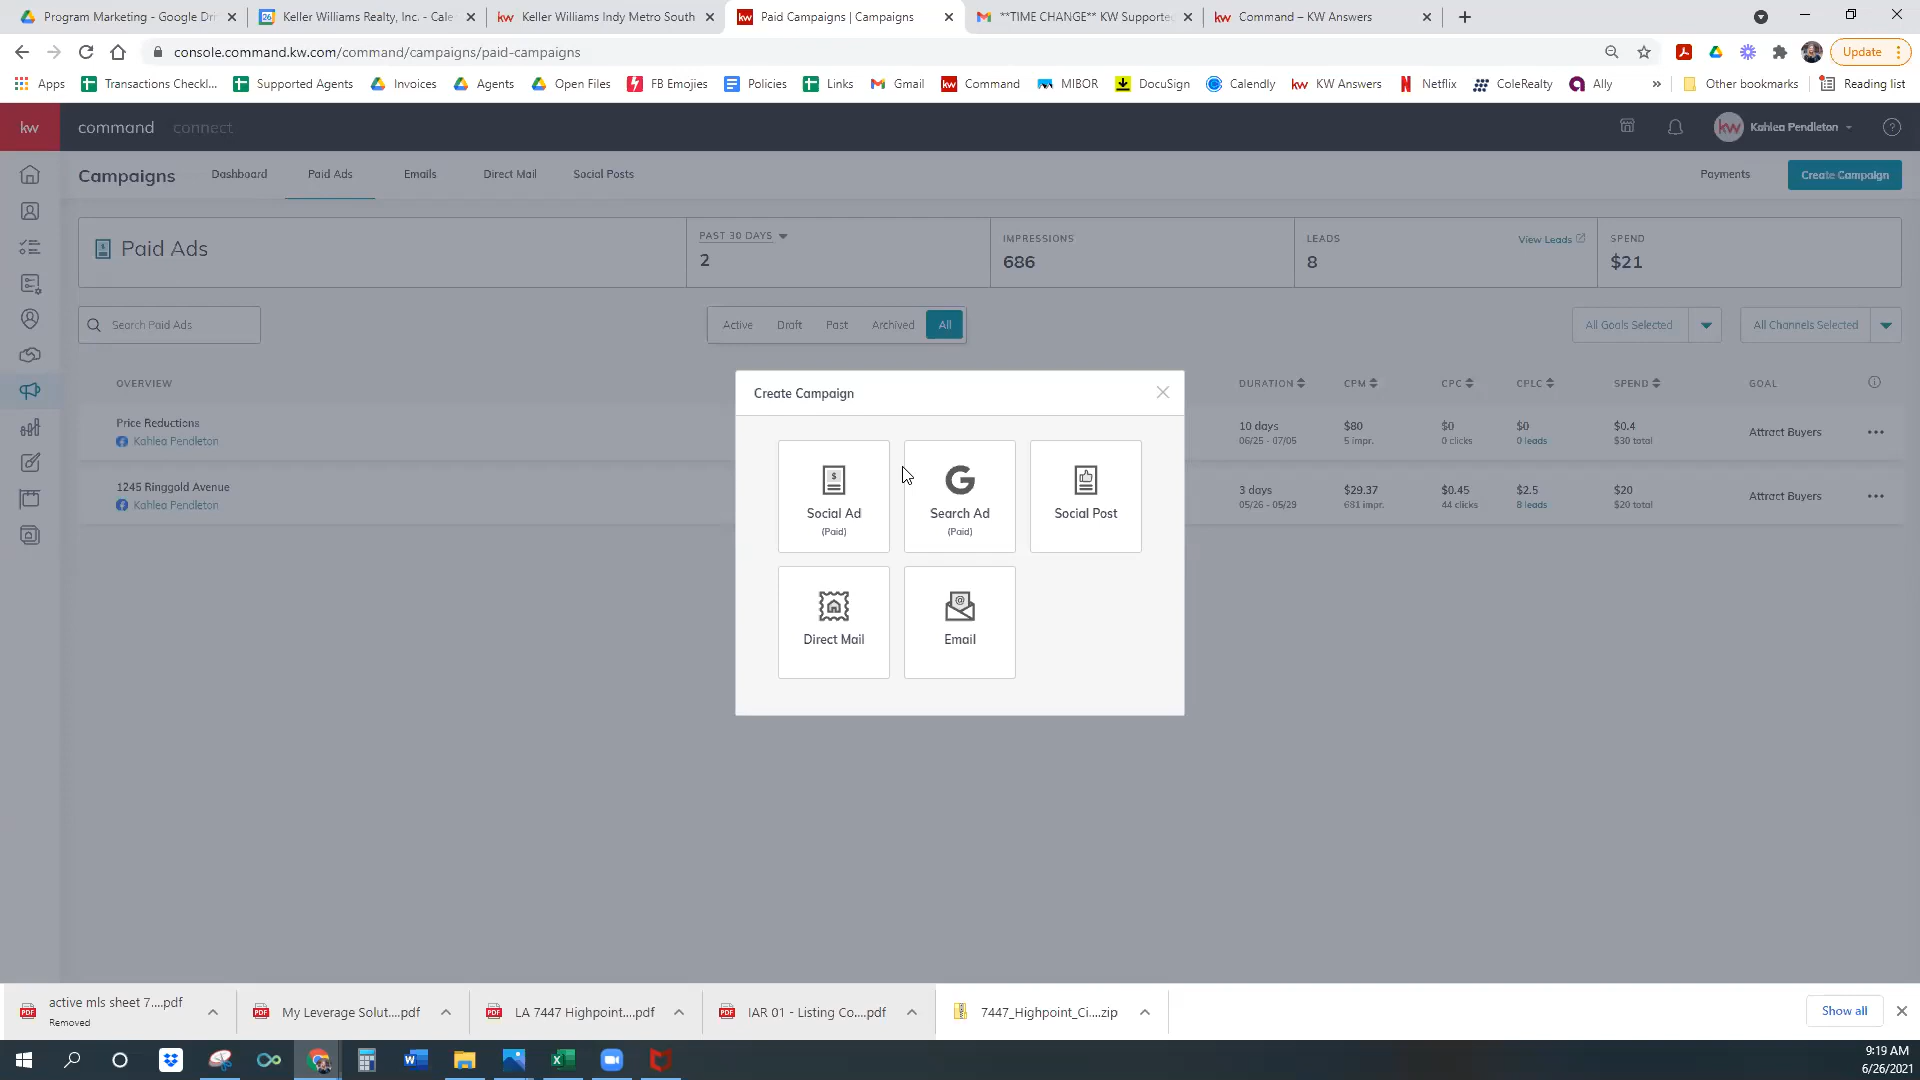 Program Marketing - Google Dri
Keller Williams Realty, Inc. - Cale
Keller Williams Indy Metro South
Paid Campaigns | Campaigns
**TIME CHANGE** KW Supporte
Command – KW Answers
console.command.kw.com/command/campaigns/paid-campaigns
Update
Apps
Transactions Checkl...
Supported Agents
Invoices
Agents
Open Files
FB Emojies
Policies
Links
Gmail
Command
MIBOR
DocuSign
Calendly
KW Answers
Netflix
ColeRealty
Ally
»
Other bookmarks
Reading list
kw
command
connect
kw
Kahlea Pendleton
Campaigns
Dashboard
Paid Ads
Emails
Direct Mail
Social Posts
Payments
Create Campaign
Paid Ads
PAST 30 DAYS
2
IMPRESSIONS
686
LEADS
View Leads
8
SPEND
$21
Search Paid Ads
Active
Draft
Past
Archived
All
All Goals Selected
All Channels Selected
OVERVIEW
DURATION
CPM
CPC
CPLC
SPEND
GOAL
Price Reductions
Kahlea Pendleton
10 days
06/25 - 07/05
$80
5 impr.
$0
0 clicks
$0
0 leads
$0.4
$30 total
Attract Buyers
1245 Ringgold Avenue
Kahlea Pendleton
3 days
05/26 - 05/29
$29.37
681 impr.
$0.45
44 clicks
$2.5
8 leads
$20
$20 total
Attract Buyers
Create Campaign
Social Ad
(Paid)
Search Ad
(Paid)
Social Post
Direct Mail
Email
active mls sheet 7....pdf
Removed
My Leverage Solut....pdf
LA 7447 Highpoint....pdf
IAR 01 - Listing Co....pdf
7447_Highpoint_Ci....zip
Show all
9:19 AM
6/26/2021